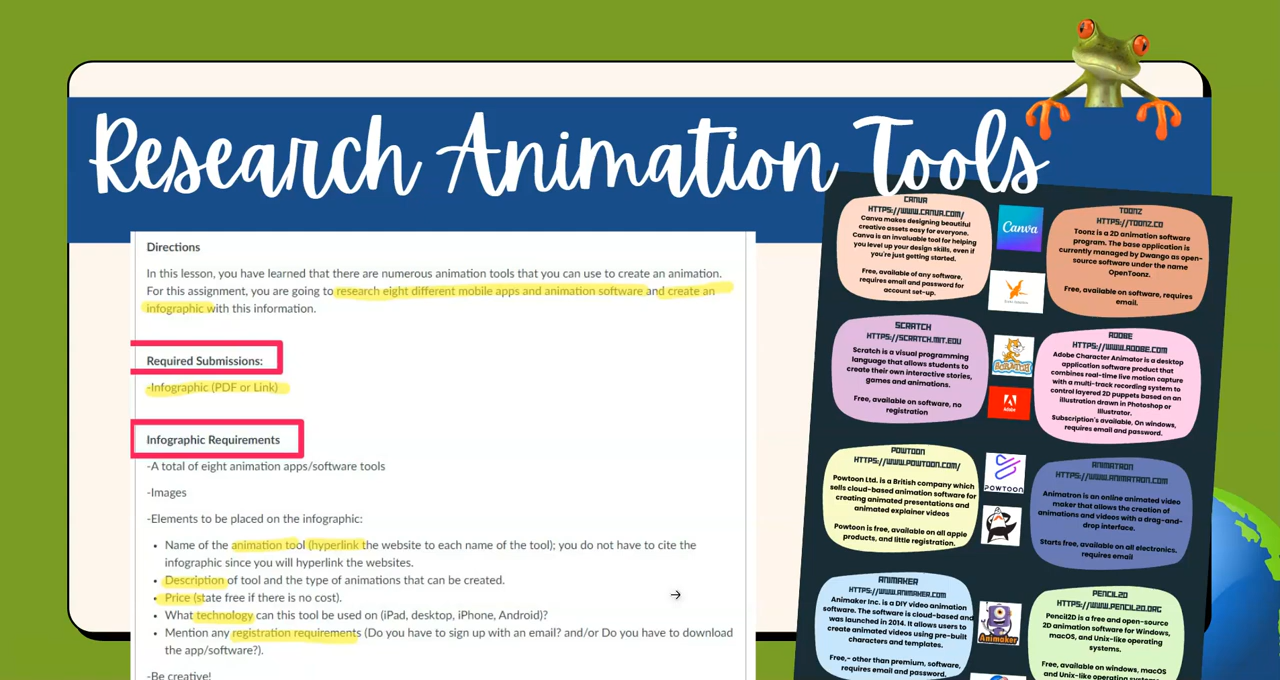 Research Animation Tools
Directions
In this lesson, you have learned that there are numerous animation tools that you can use to create an animation.
For this assignment, you are going to research eight different mobile apps and animation software and create an
infographic with this information.
Required Submissions:
-Infographic (PDF or Link)
Infographic Requirements
-A total of eight animation apps/software tools
-Images
-Elements to be placed on the infographic:
• Name of the animation tool (hyperlink the website to each name of the tool); you do not have to cite the
infographic since you will hyperlink the websites.
• Description of tool and the type of animations that can be created.
• Price (state free if there is no cost).
• What technology can this tool be used on (iPad, desktop, iPhone, Android)?
• Mention any registration requirements (Do you have to sign up with an email? and/or Do you have to download
the app/software?).
-Be creative!
CANVA
HTTPS://WWW.CANVA.COM/
Canva makes designing beautiful
creative assets easy for everyone.
Canva is an invaluable tool for helping
you level up your design skills, even if
you're just getting started.
Free, available of any software,
requires email and password for
account set-up.
Canva
TOONZ
HTTPS://TOONZ.CO
Toonz is a 2D animation software
program. The base application is
currently managed by Dwango as open-
source software under the name
OpenToonz.
Free, available on software, requires
email.
SCRATCH
HTTPS://SCRATCH.MIT.EDU
Scratch is a visual programming
language that allows students to
create their own interactive stories,
games and animations.
Free, available on software, no
registration
SCRATCH
Adobe
ADOBE
HTTPS://WWW.ADOBE.COM
Adobe Character Animator is a desktop
application software product that
combines real-time live motion capture
with a multi-track recording system to
control layered 2D puppets based on an
illustration drawn in Photoshop or
Illustrator.
Subscription's available, On windows,
requires email and password.
POWTOON
HTTPS://WWW.POWTOON.COM/
Powtoon Ltd. is a British company which
sells cloud-based animation software for
creating animated presentations and
animated explainer videos
Powtoon is free, available on all apple
products, and little registration.
POWTOON
ANIMATRON
HTTPS://WWW.ANIMATRON.COM
Animatron is an online animated video
maker that allows the creation of
animations and videos with a drag-and-
drop interface.
Starts free, available on all electronics.
requires email
ANIMAKER
HTTPS://WWW.ANIMAKER.COM
Animaker Inc. is a DIY video animation
software. The software is cloud-based and
was launched in 2014. It allows users to
create animated videos using pre-built
characters and templates.
Free,- other than premium, software,
requires email and password.
Animaker
PENCIL2D
HTTPS://WWW.PENCIL2D.ORG
Pencil2D is a free and open-source
2D animation software for Windows,
macOS, and Unix-like operating
systems.
Free, available on windows, macOS
and Unix-like operating